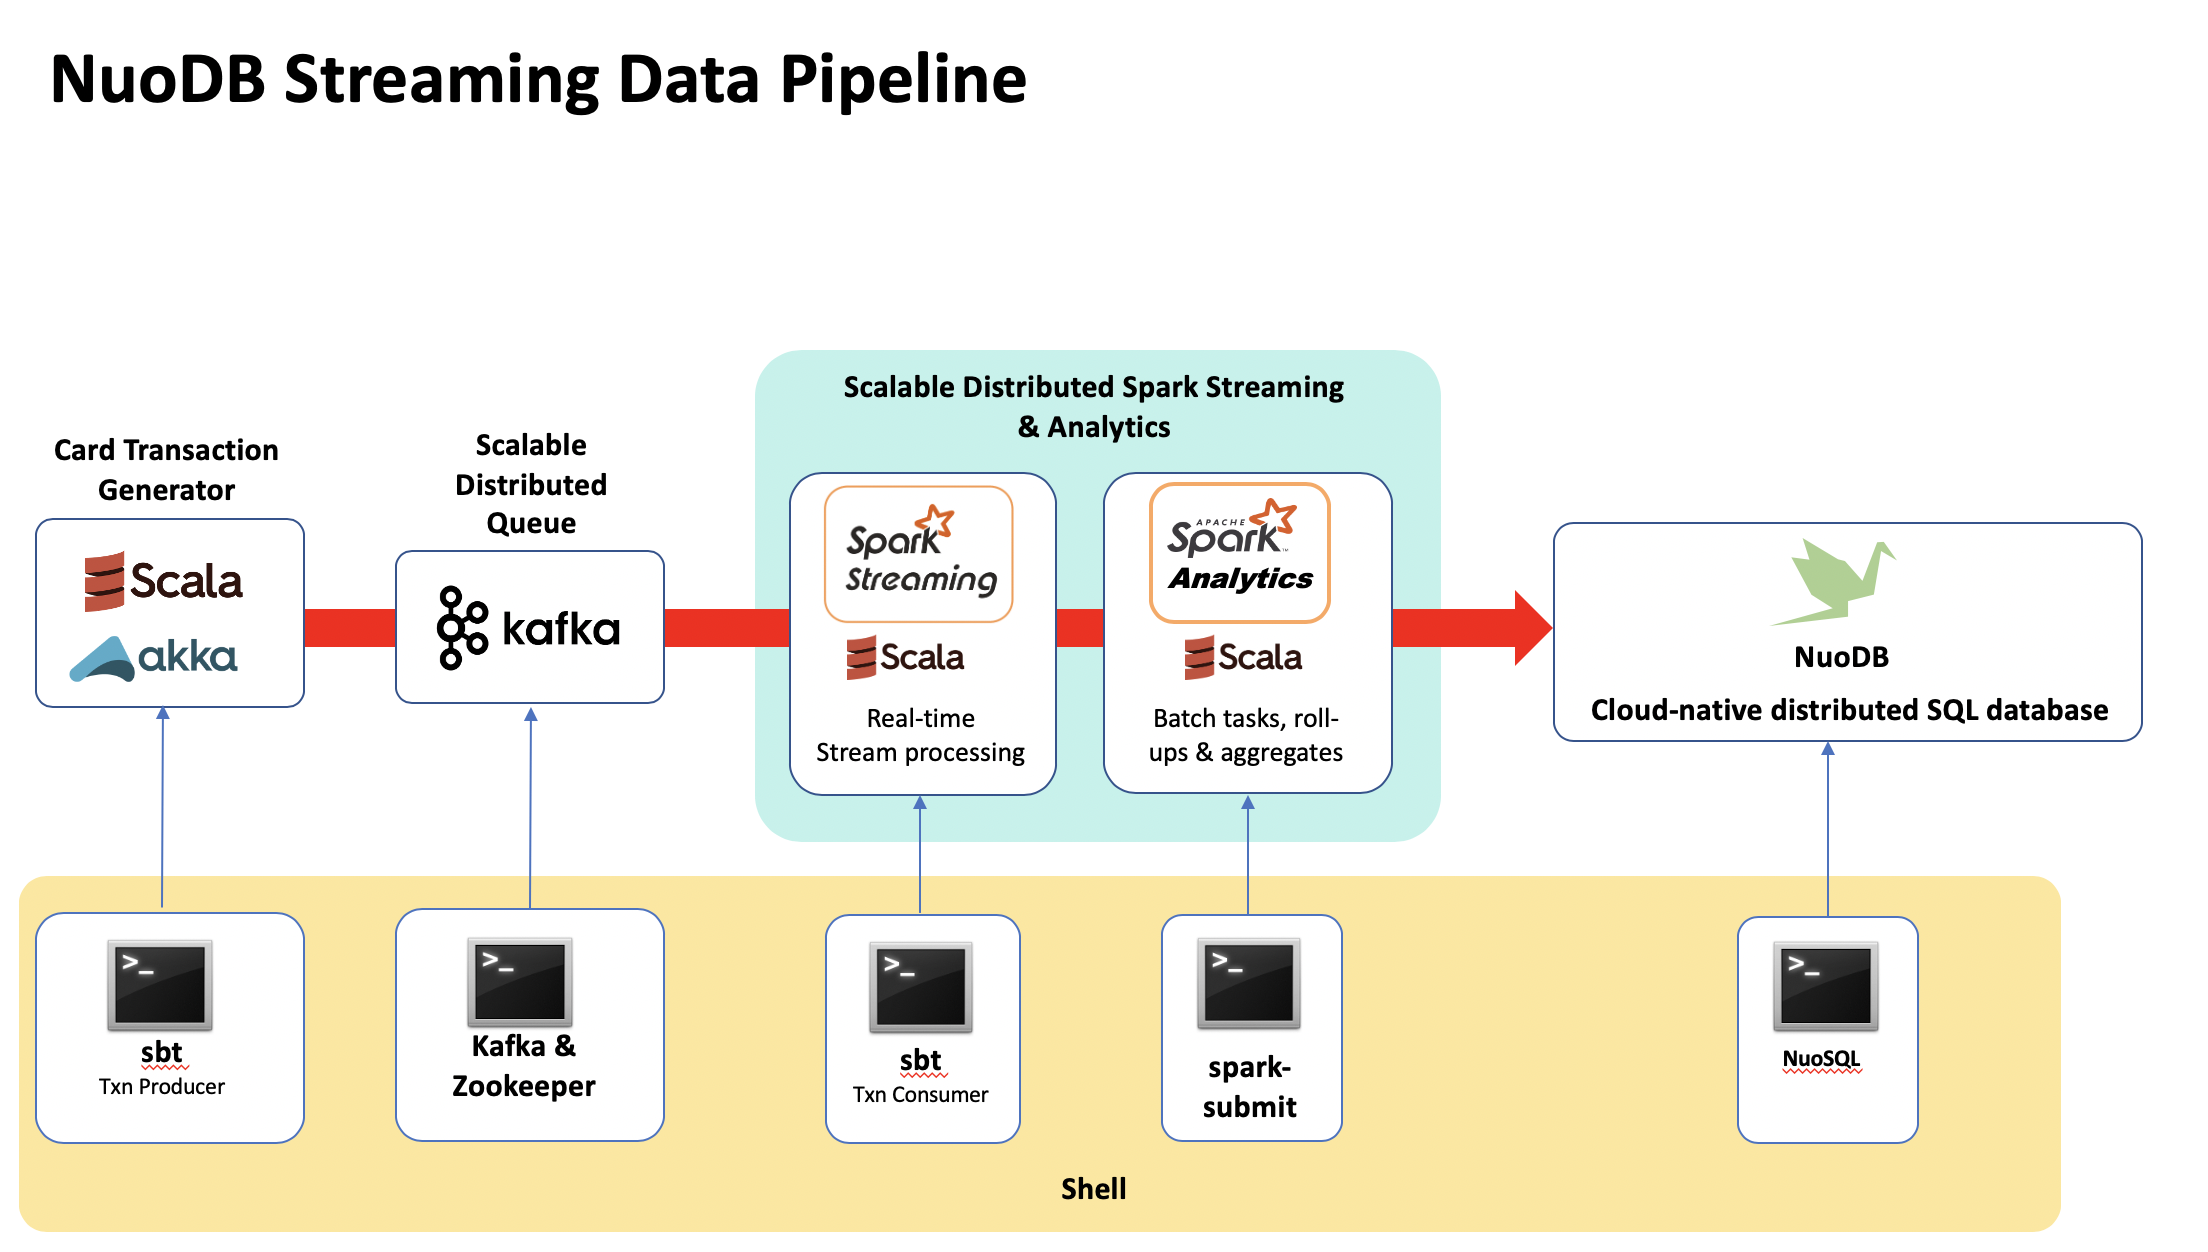 NuoDB Streaming Data Pipeline
Scalable Distributed Spark Streaming
& Analytics
Card Transaction
Generator
Scalable
Distributed
Queue
Scala
akka
kafka
Spark
Streaming
Scala
Real-time
Stream processing
APACHE
Spark™
Analytics
Scala
Batch tasks, roll-
ups & aggregates
NuoDB
Cloud-native distributed SQL database
>_
sbt
Txn Producer
>_
Kafka &
Zookeeper
>_
sbt
Txn Consumer
>_
spark-
submit
>_
NuoSQL
Shell